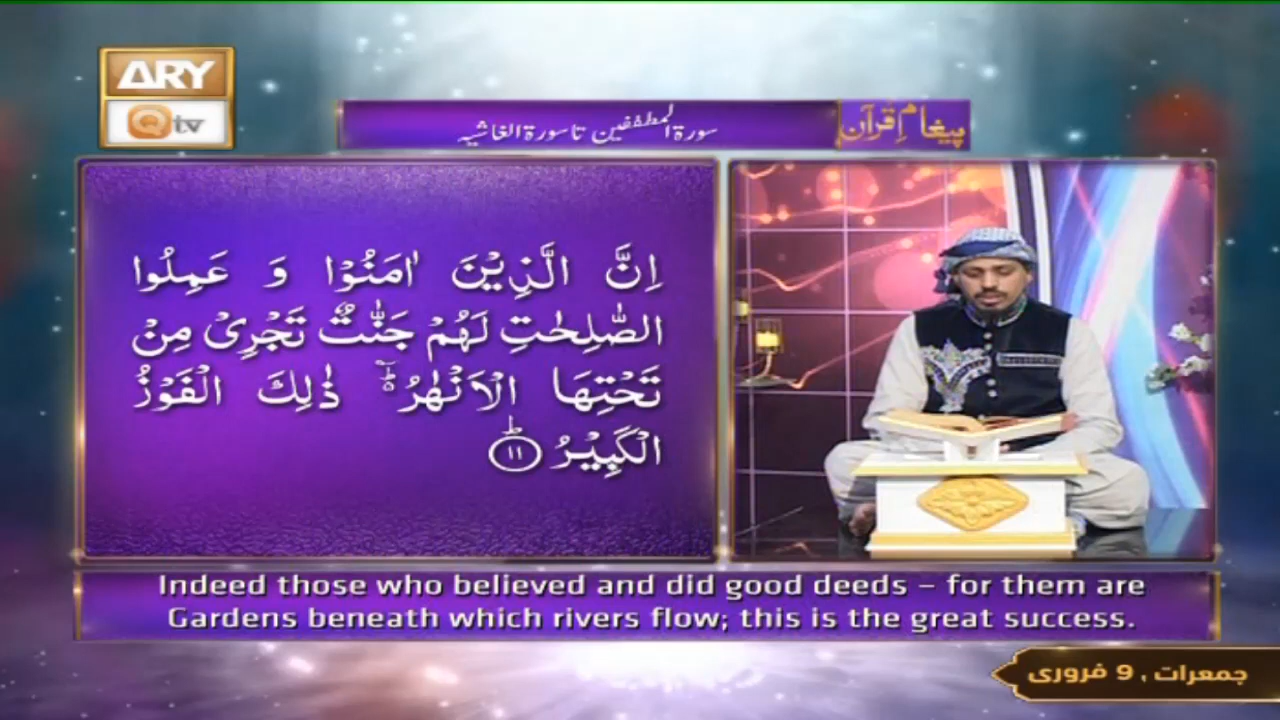 ARY
Qtv
پیغامِ قرآن
سورۃ المطففین تا سورۃ الغاشیہ
اِنَّ الَّذِيْنَ اٰمَنُوْا وَ عَمِلُوا
الصّٰلِحٰتِ لَهُمْ جَنّٰتٌ تَجْرِيْ مِنْ
تَحْتِهَا الْاَنْهٰرُ ۬ؕ ذٰلِكَ الْفَوْزُ
الْكَبِيْرُ ؕ﴿۱۱﴾
Indeed those who believed and did good deeds – for them are
Gardens beneath which rivers flow; this is the great success.
جمعرات , 9 فروری